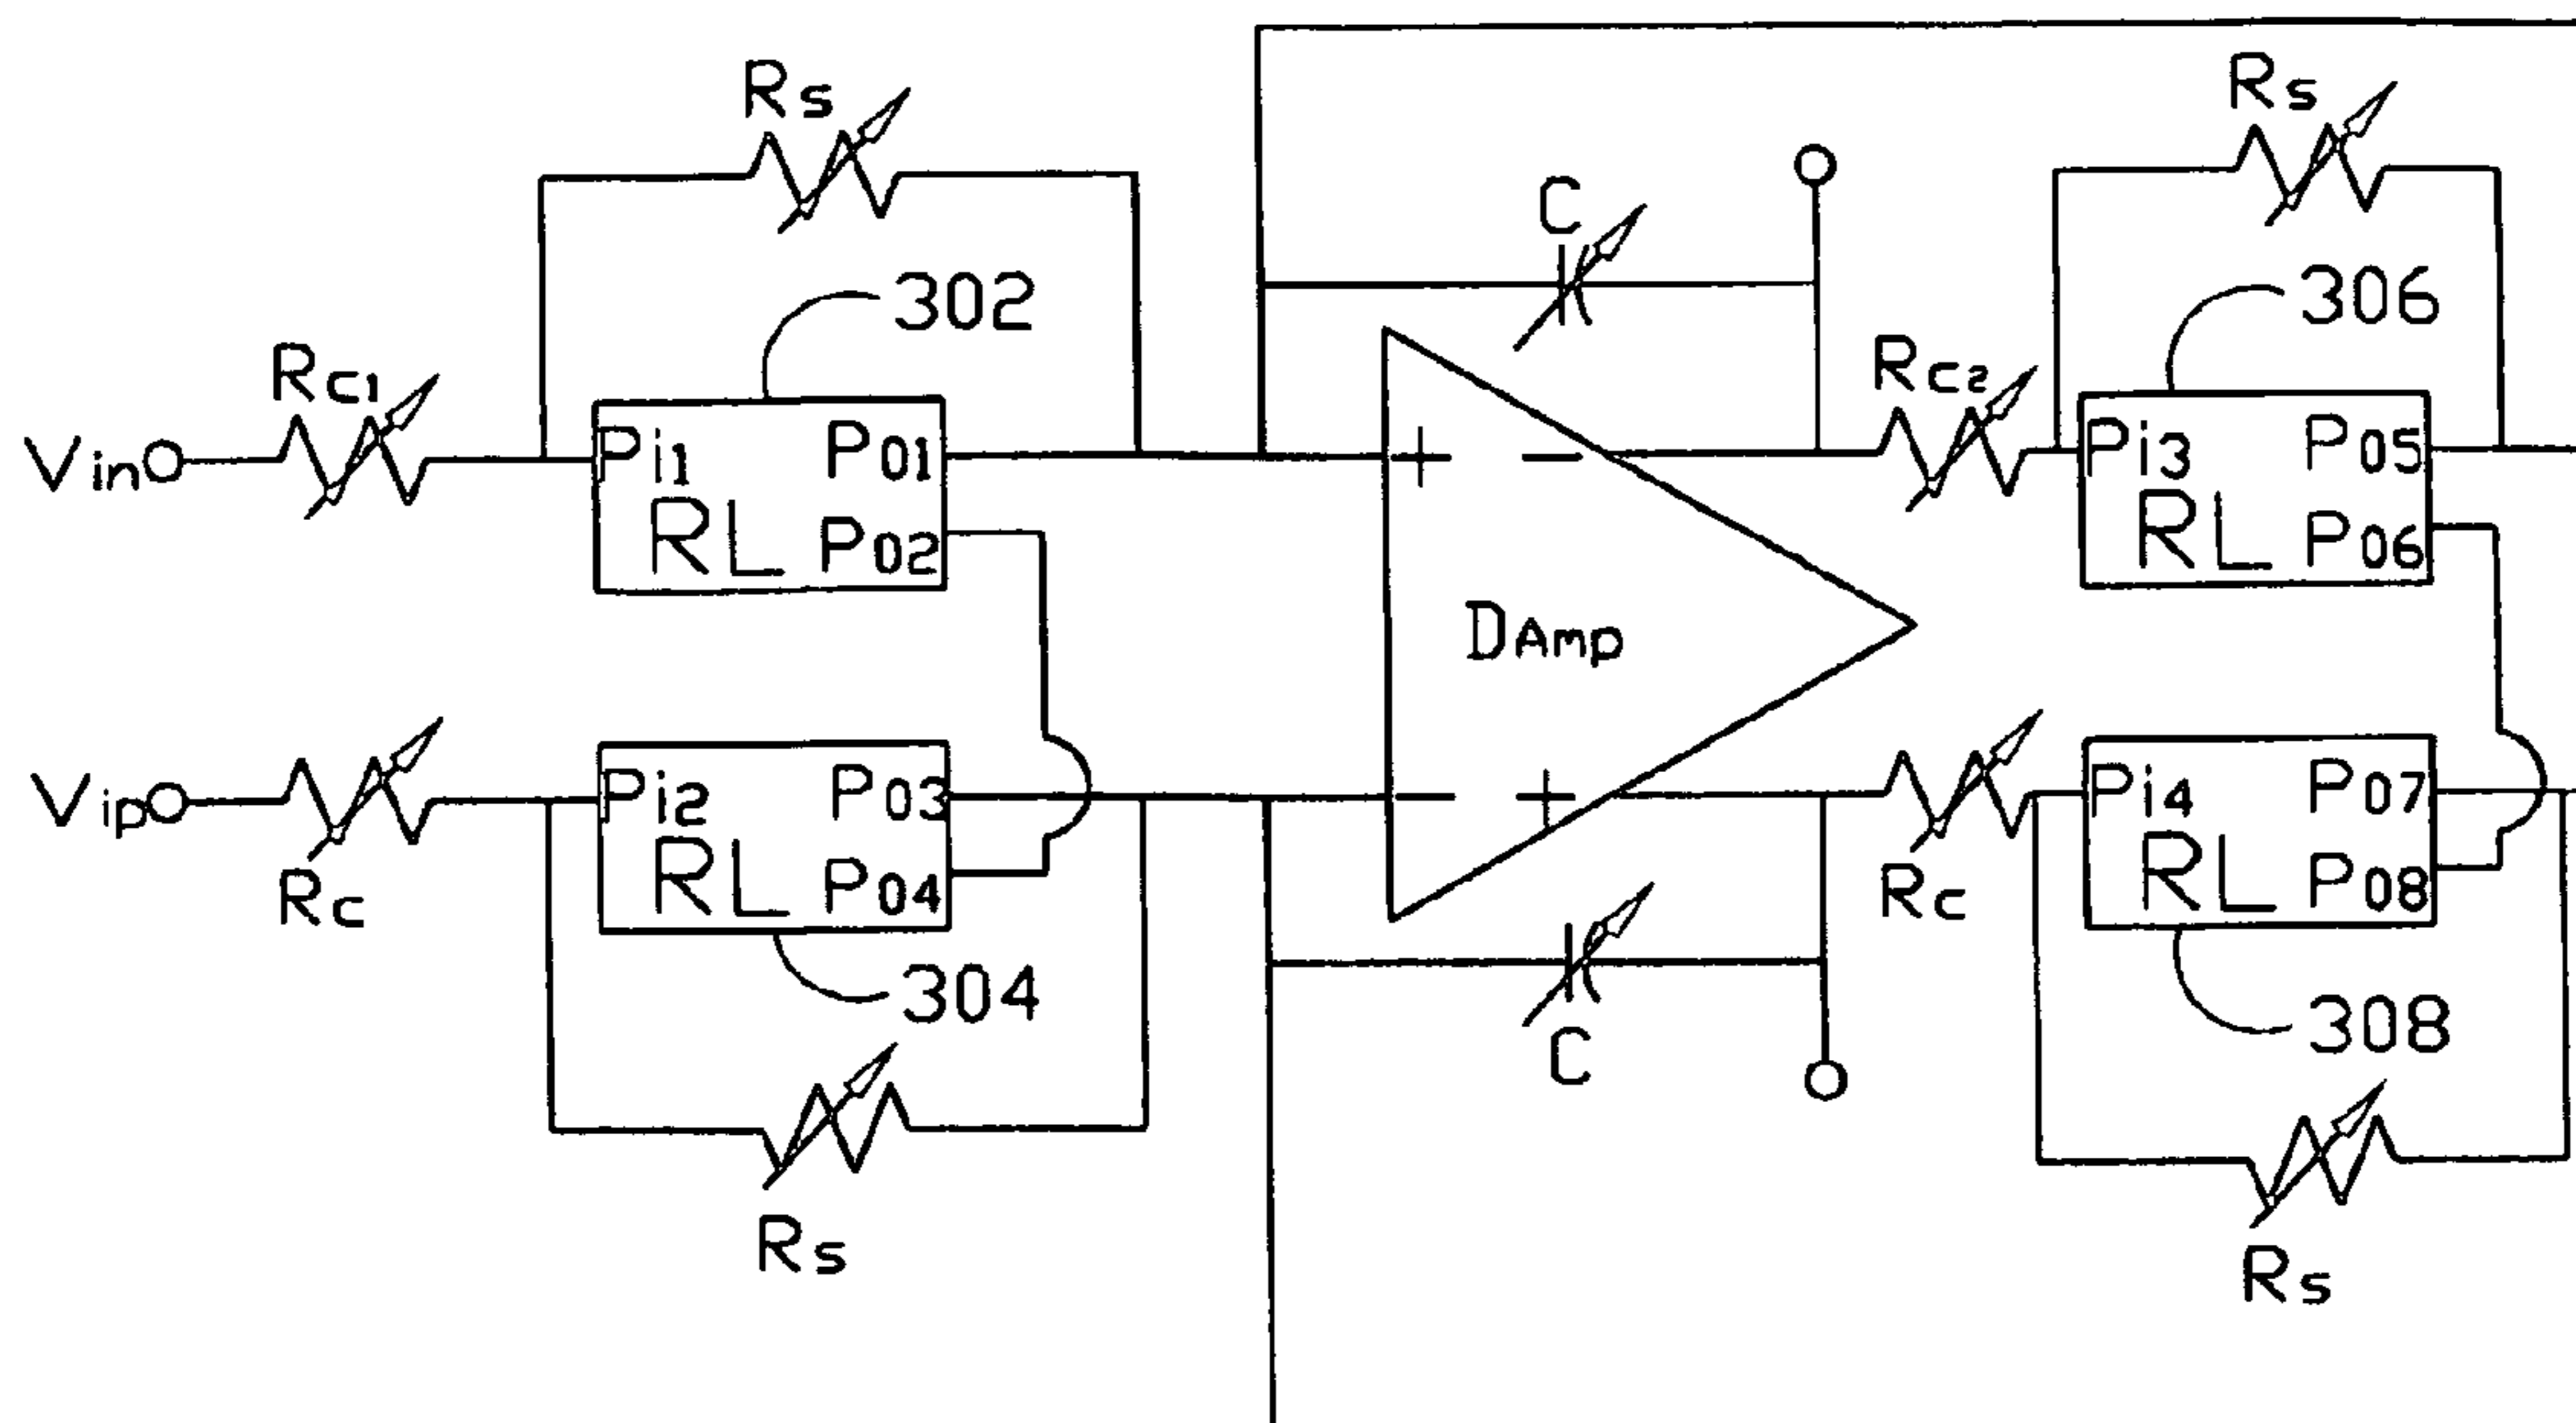 Rs
Rs
C
302
306
Rc1
Rc2
Vin
Pi1
P01
+
−
Pi3
P05
RL
P02
RL
P06
DAmp
Vip
Pi2
P03
−
+
Pi4
P07
RL
P04
RL
P08
Rc
Rc
304
308
C
Rs
Rs